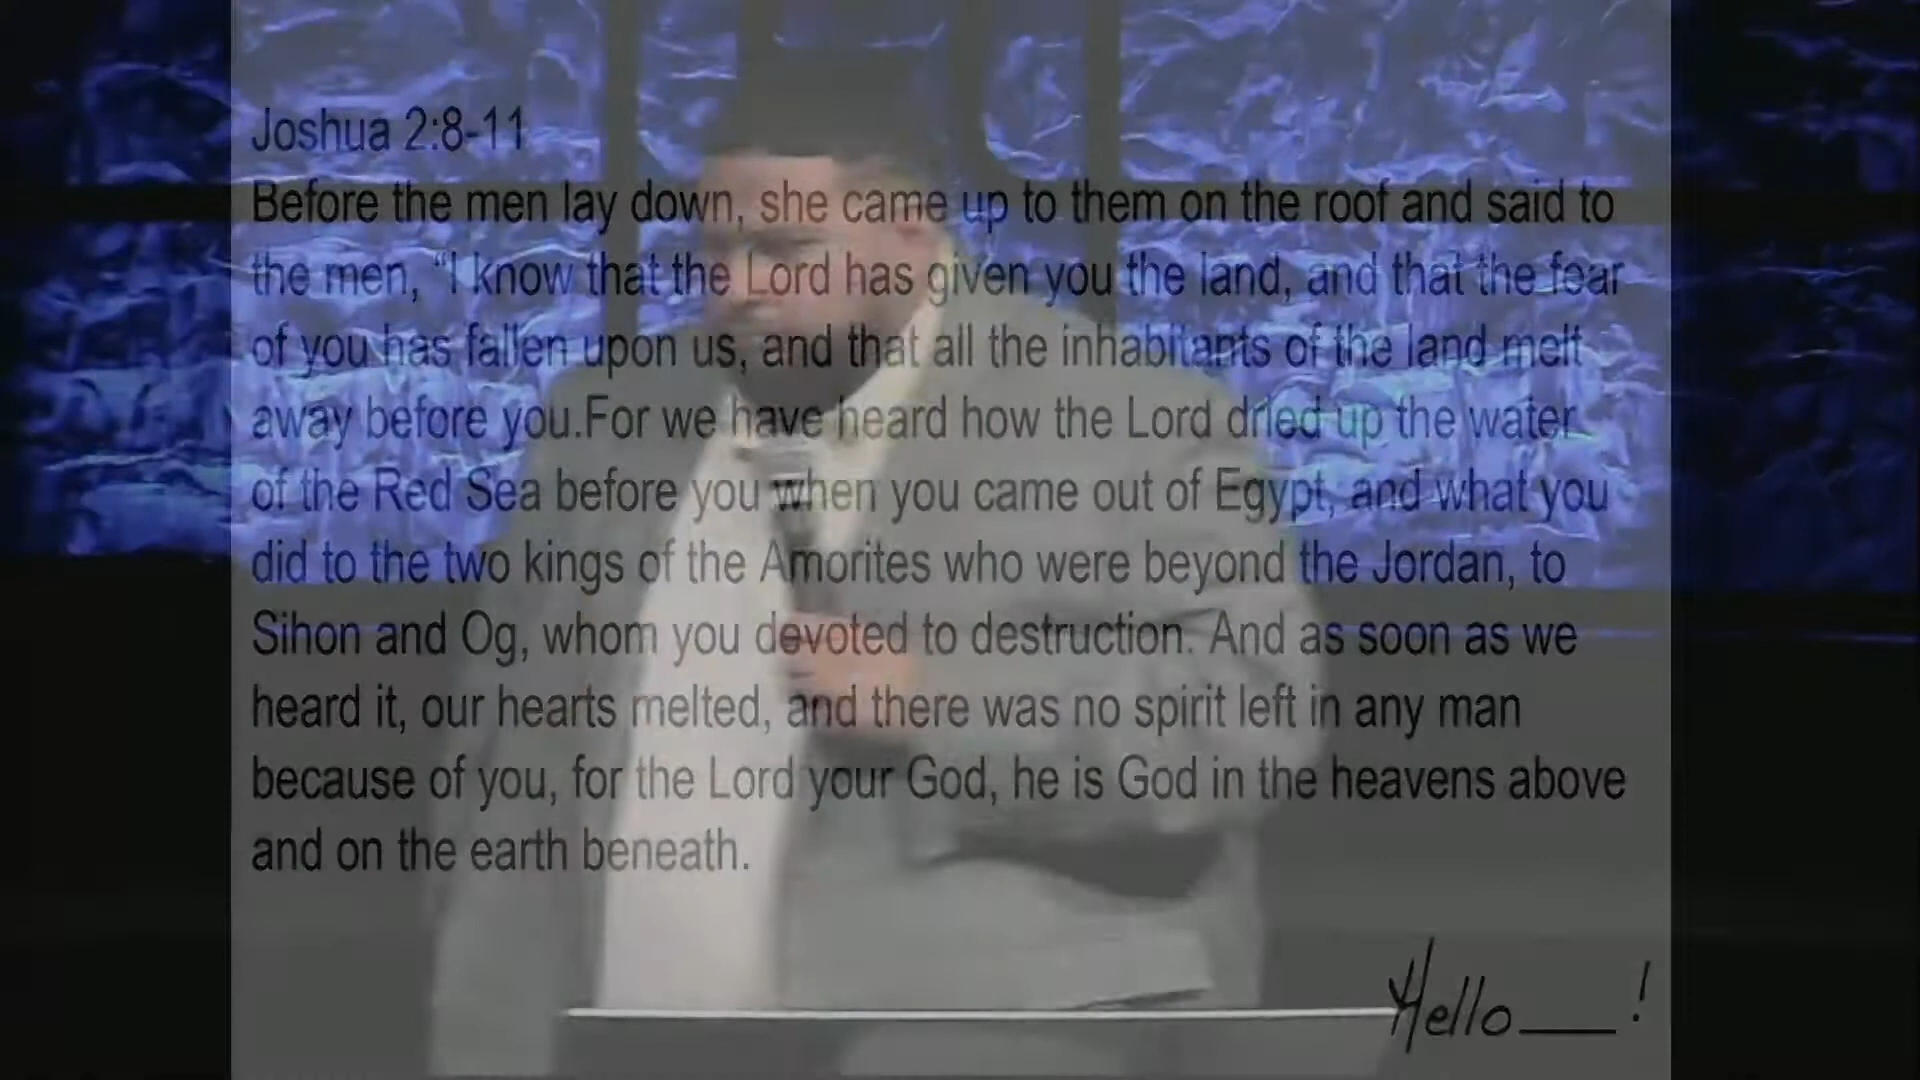 Joshua 2:8-11
Before the men lay down, she came up to them on the roof and said to
the men, “I know that the Lord has given you the land, and that the fear
of you has fallen upon us, and that all the inhabitants of the land melt
away before you.For we have heard how the Lord dried up the water
of the Red Sea before you when you came out of Egypt, and what you
did to the two kings of the Amorites who were beyond the Jordan, to
Sihon and Og, whom you devoted to destruction. And as soon as we
heard it, our hearts melted, and there was no spirit left in any man
because of you, for the Lord your God, he is God in the heavens above
and on the earth beneath.
Hello___!